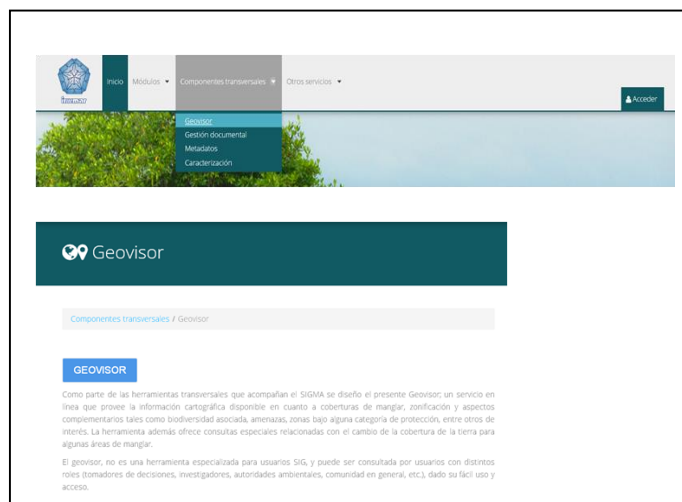 Inicio Módulos Componentes transversales Otros servicios
Acceder
Geovisor
Gestión documental
Metadatos
Caracterización
Geovisor
Componentes transversales / Geovisor
GEOVISOR
Como parte de las herramientas transversales que acompañan el SIGMA se diseño el presente Geovisor; un servicio en
línea que provee la información cartográfica disponible en cuanto a coberturas de manglar, zonificación y aspectos
complementarios tales como biodiversidad asociada, amenazas, zonas bajo alguna categoría de protección, entre otros de
interés. La herramienta además ofrece consultas especiales relacionadas con el cambio de la cobertura de la tierra para
algunas áreas de manglar.
El geovisor, no es una herramienta especializada para usuarios SIG, y puede ser consultada por usuarios con distintos
roles (tomadores de decisiones, investigadores, autoridades ambientales, comunidad en general, etc.), dado su fácil uso y
acceso.